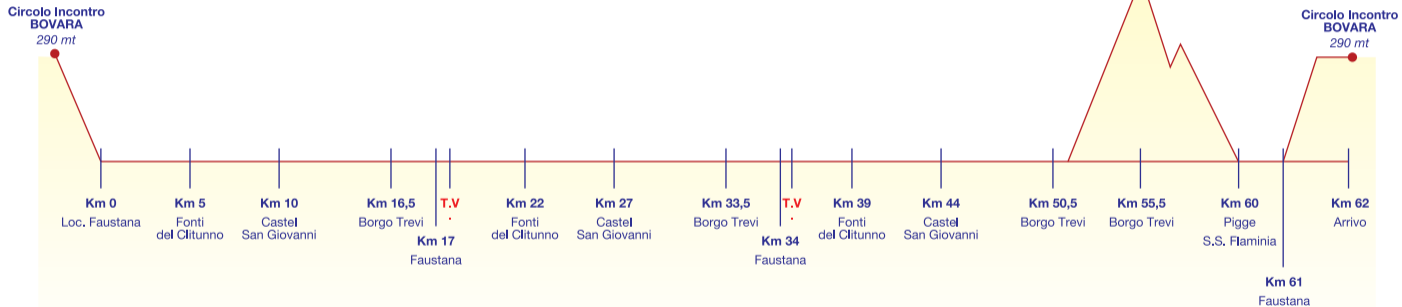 Circolo Incontro
BOVARA
290 mt
Circolo Incontro
BOVARA
290 mt
Km 0
Loc. Faustana
Km 5
Fonti
del Clitunno
Km 10
Castel
San Giovanni
Km 16,5
Borgo Trevi
Km 17
Faustana
T.V
.
Km 22
Fonti
del Clitunno
Km 27
Castel
San Giovanni
Km 33,5
Borgo Trevi
Km 34
Faustana
T.V
.
Km 39
Fonti
del Clitunno
Km 44
Castel
San Giovanni
Km 50,5
Borgo Trevi
Km 55,5
Borgo Trevi
Km 60
Pigge
S.S. Flaminia
Km 61
Faustana
Km 62
Arrivo